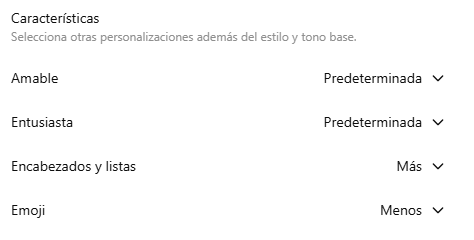 Características
Selecciona otras personalizaciones además del estilo y tono base.
Amable Predeterminada
Entusiasta Predeterminada
Encabezados y listas Más
Emoji Menos